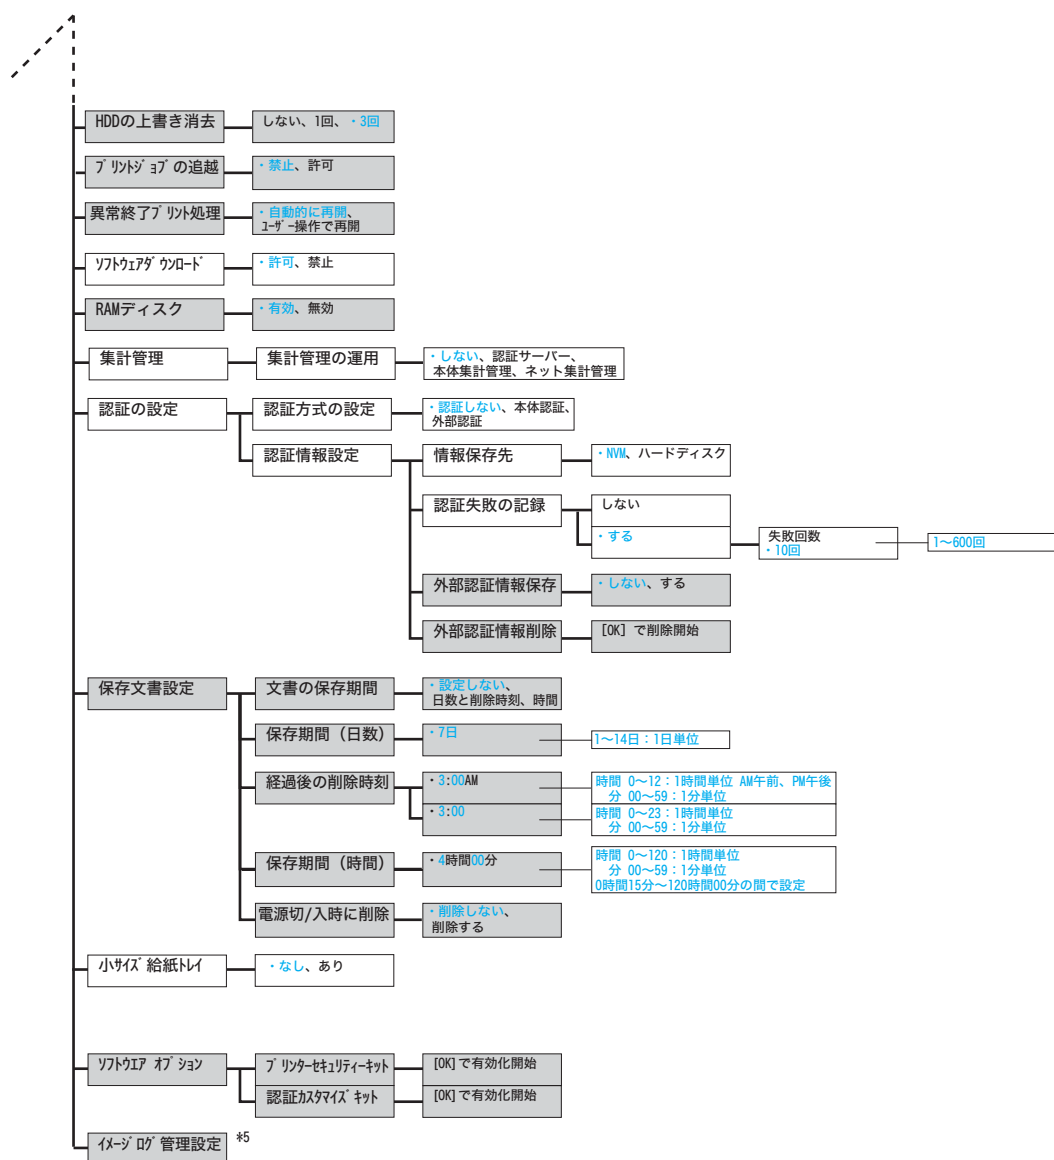 HDDの上書き消去
しない、1回、・3回
ﾌﾟﾘﾝﾄｼﾞｮﾌﾞの追越
・禁止、許可
異常終了ﾌﾟﾘﾝﾄ処理
・自動的に再開、
ﾕｰｻﾞｰ操作で再開
ｿﾌﾄｳｪｱﾀﾞｳﾝﾛｰﾄﾞ
・許可、禁止
RAMディスク
・有効、無効
集計管理
集計管理の運用
・しない、認証サーバー、
本体集計管理、ネット集計管理
認証の設定
認証方式の設定
・認証しない、本体認証、
外部認証
認証情報設定
情報保存先
・NVM、ハードディスク
認証失敗の記録
しない
・する
失敗回数
・10回
1～600回
外部認証情報保存
・しない、する
外部認証情報削除
[OK] で削除開始
保存文書設定
文書の保存期間
・設定しない、
日数と削除時刻、時間
保存期間（日数）
・7日
1～14日：1日単位
経過後の削除時刻
・3:00AM
時間 0～12：1時間単位 AM午前、PM午後
分 00～59：1分単位
・3:00
時間 0～23：1時間単位
分 00～59：1分単位
保存期間（時間）
・4時間00分
時間 0～120：1時間単位
分 00～59：1分単位
0時間15分～120時間00分の間で設定
電源切/入時に削除
・削除しない、
削除する
小ｻｲｽﾞ給紙ﾄﾚｲ
・なし、あり
ｿﾌﾄｳｴｱ ｵﾌﾟｼｮﾝ
ﾌﾟﾘﾝﾀｰｾｷｭﾘﾃｨｰｷｯﾄ
[OK]で有効化開始
認証ｶｽﾀﾏｲｽﾞｷｯﾄ
[OK]で有効化開始
ｲﾒｰｼﾞﾛｸﾞ管理設定
*5